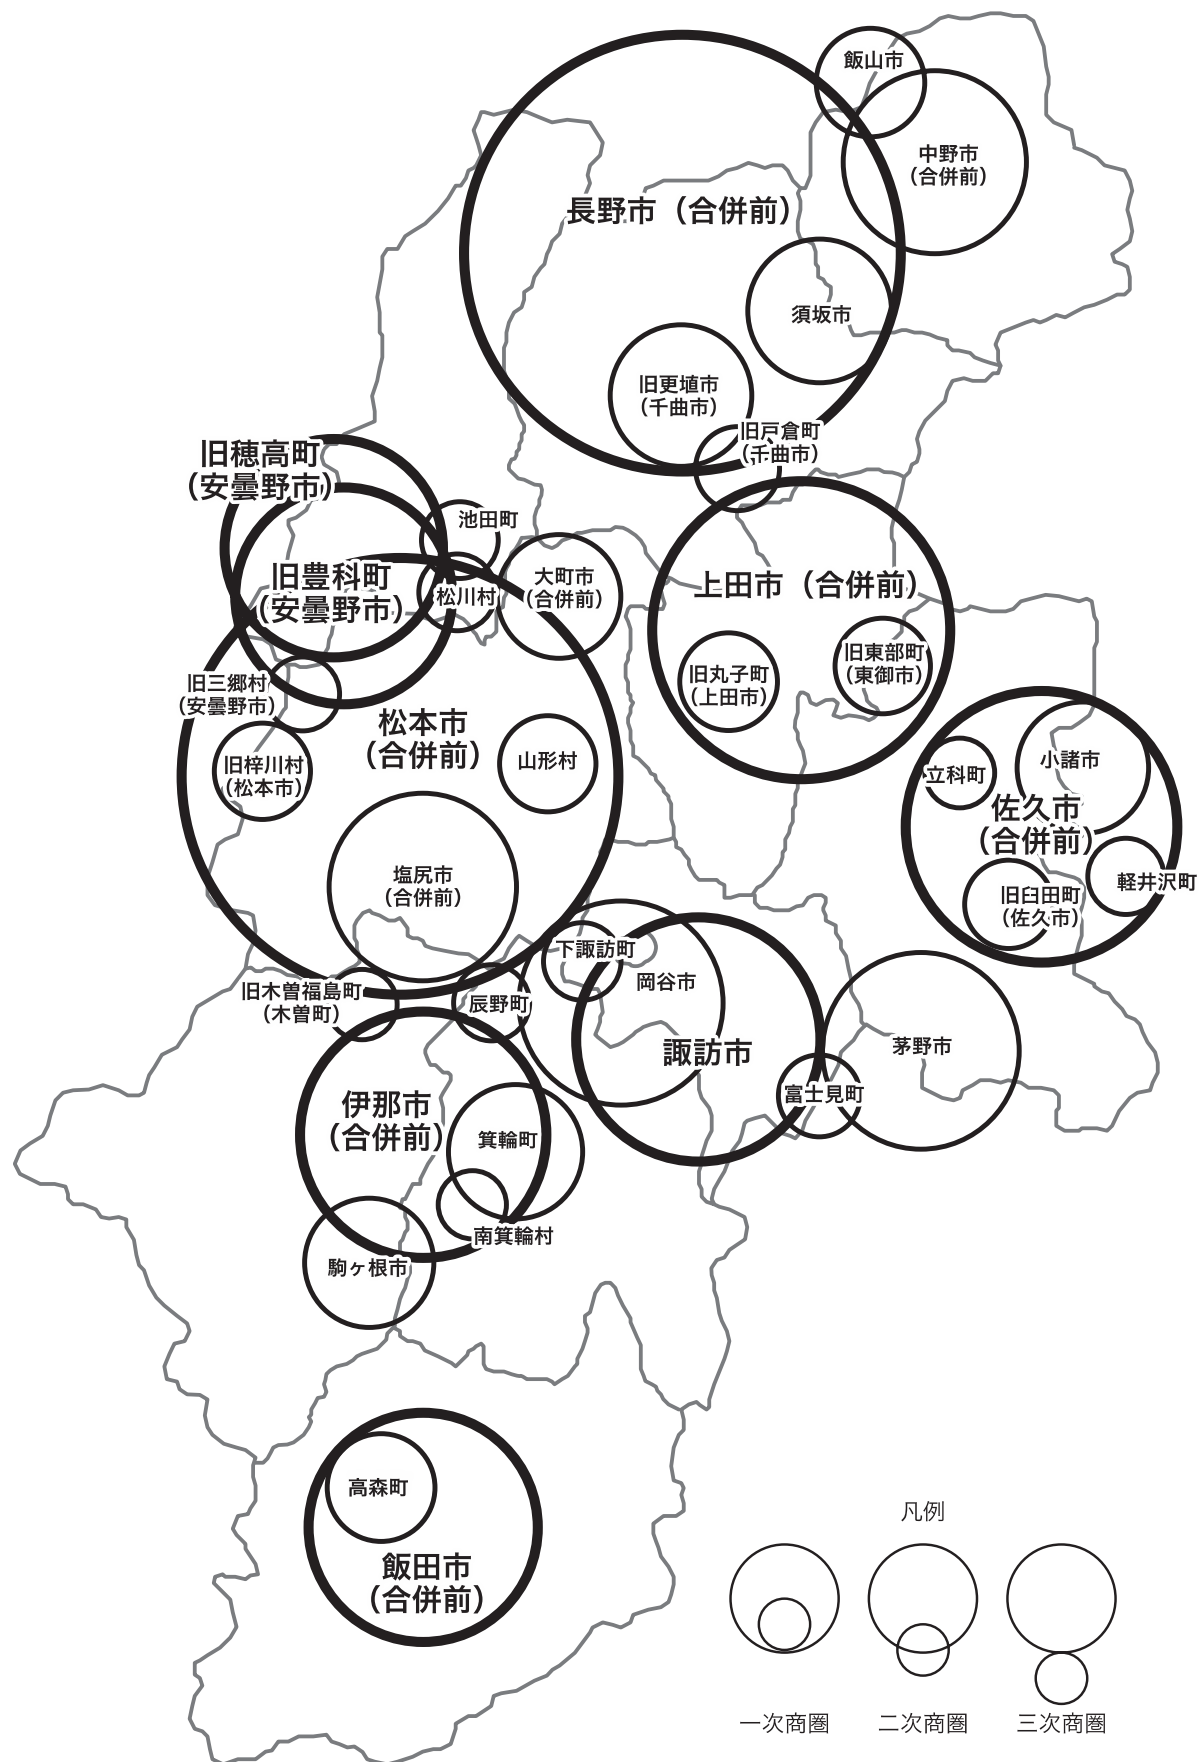 飯山市
中野市
（合併前）
長野市（合併前）
須坂市
旧更埴市
（千曲市）
旧戸倉町
（千曲市）
旧穂高町
（安曇野市）
池田町
旧豊科町
（安曇野市）
松川村
大町市
（合併前）
上田市（合併前）
旧丸子町
（上田市）
旧東部町
（東御市）
旧三郷村
（安曇野市）
松本市
（合併前）
山形村
旧梓川村
（松本市）
立科町
小諸市
佐久市
（合併前）
塩尻市
（合併前）
旧臼田町
（佐久市）
軽井沢町
下諏訪町
岡谷市
旧木曽福島町
（木曽町）
辰野町
諏訪市
茅野市
富士見町
伊那市
（合併前）
箕輪町
南箕輪村
駒ヶ根市
高森町
飯田市
（合併前）
凡例
一次商圏
二次商圏
三次商圏